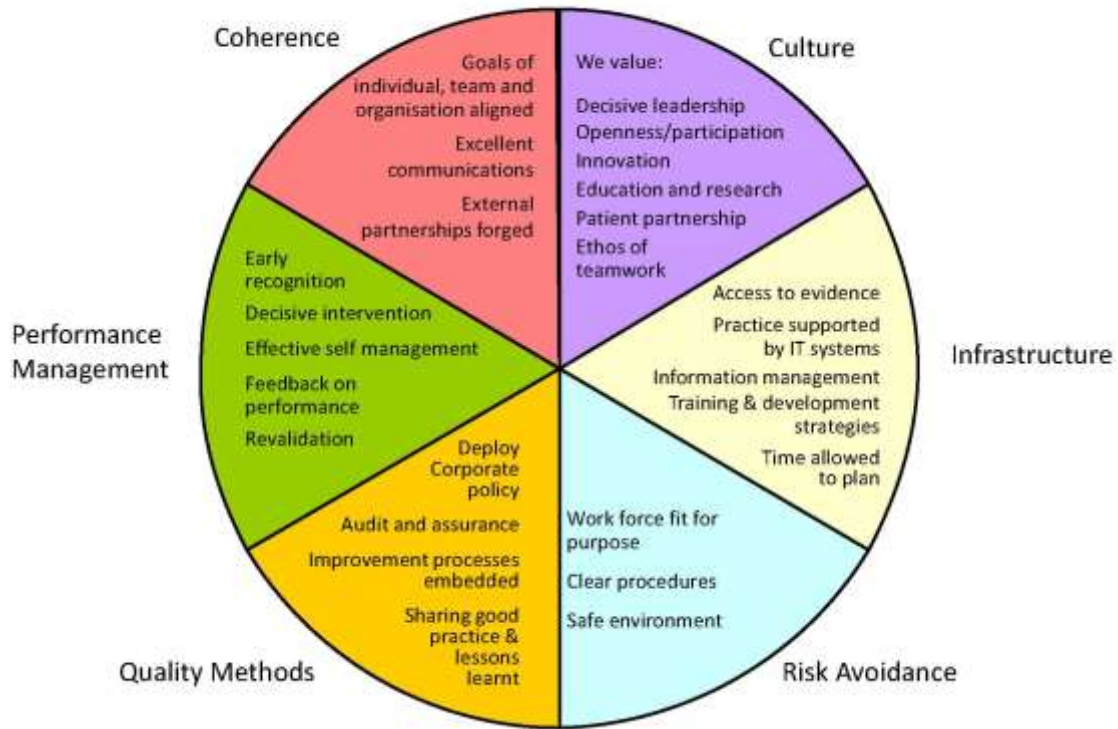 Coherence
Goals of
individual, team and
organisation aligned
Excellent
communications
External
partnerships forged
Culture
We value:
Decisive leadership
Openness/participation
Innovation
Education and research
Patient partnership
Ethos of
teamwork
Performance
Management
Early
recognition
Decisive intervention
Effective self management
Feedback on
performance
Revalidation
Infrastructure
Access to evidence
Practice supported
by IT systems
Information management
Training & development
strategies
Time allowed
to plan
Quality Methods
Deploy
Corporate
policy
Audit and assurance
Improvement processes
embedded
Sharing good
practice &
lessons
learnt
Risk Avoidance
Work force fit for
purpose
Clear procedures
Safe environment